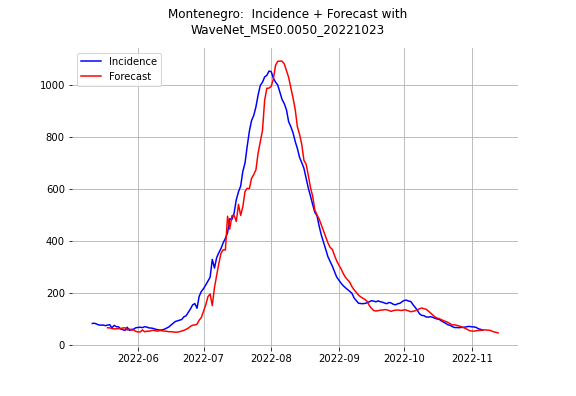 Montenegro:  Incidence + Forecast with
WaveNet_MSE0.0050_20221023
Incidence
Forecast
1000
800
600
400
200
0
2022-06 2022-07 2022-08 2022-09 2022-10 2022-11